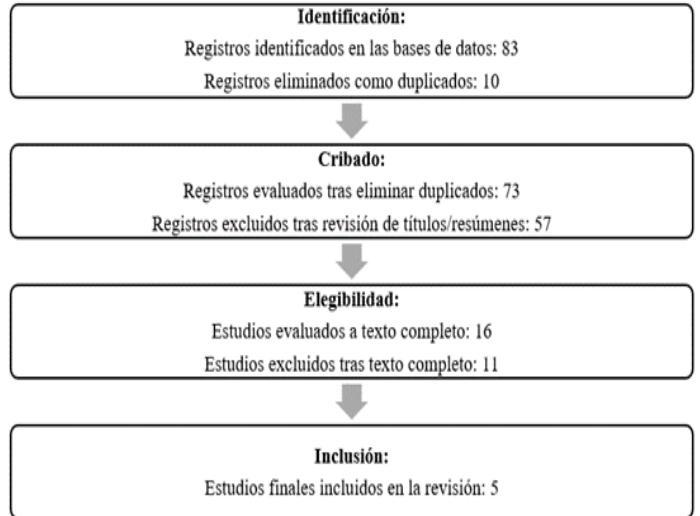 Identificación:
Registros identificados en las bases de datos: 83
Registros eliminados como duplicados: 10
Cribado:
Registros evaluados tras eliminar duplicados: 73
Registros excluidos tras revisión de títulos/resúmenes: 57
Elegibilidad:
Estudios evaluados a texto completo: 16
Estudios excluidos tras texto completo: 11
Inclusión:
Estudios finales incluidos en la revisión: 5